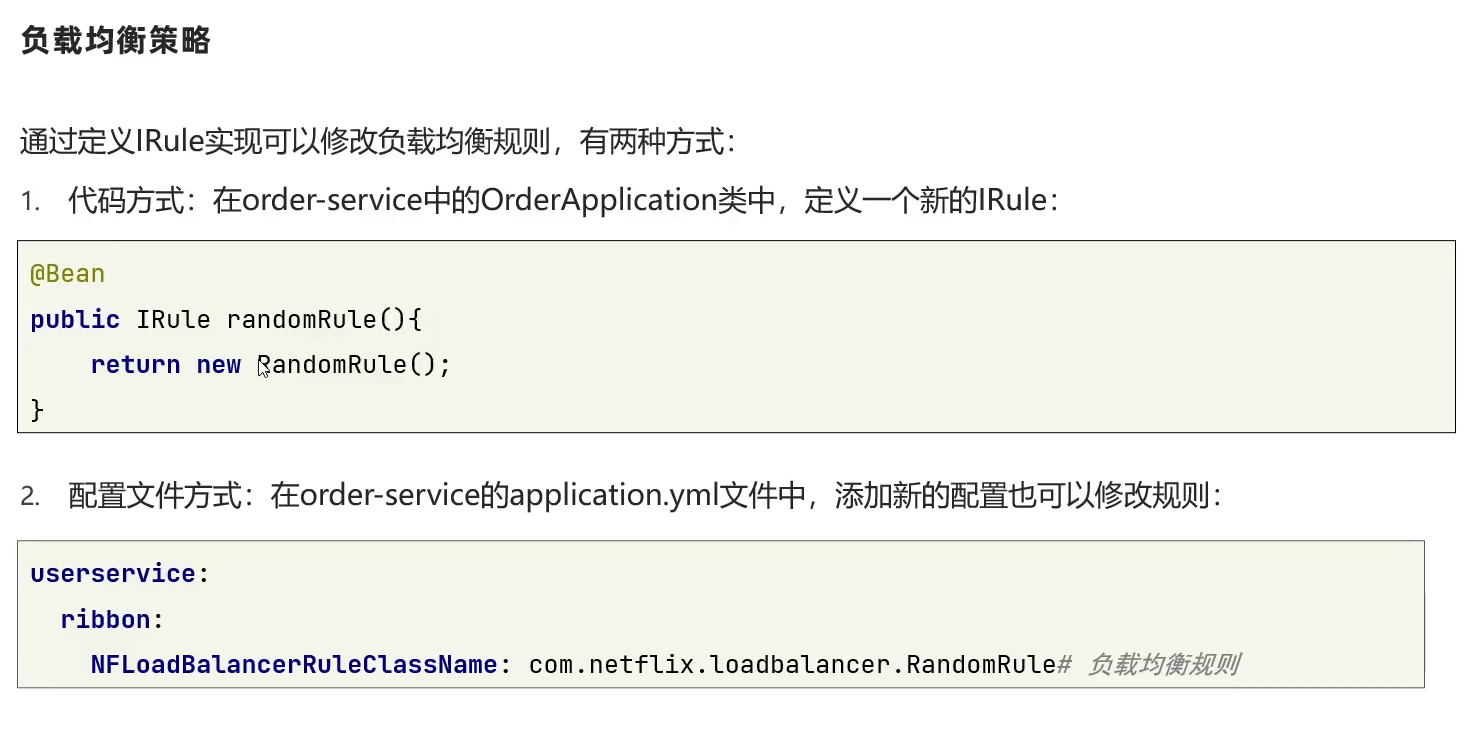 负载均衡策略
通过定义IRule实现可以修改负载均衡规则，有两种方式：
1. 代码方式：在order-service中的OrderApplication类中，定义一个新的IRule：
@Bean
public IRule randomRule(){
    return new RandomRule();
}
2. 配置文件方式：在order-service的application.yml文件中，添加新的配置也可以修改规则：
userservice:
  ribbon:
    NFLoadBalancerRuleClassName: com.netflix.loadbalancer.RandomRule# 负载均衡规则